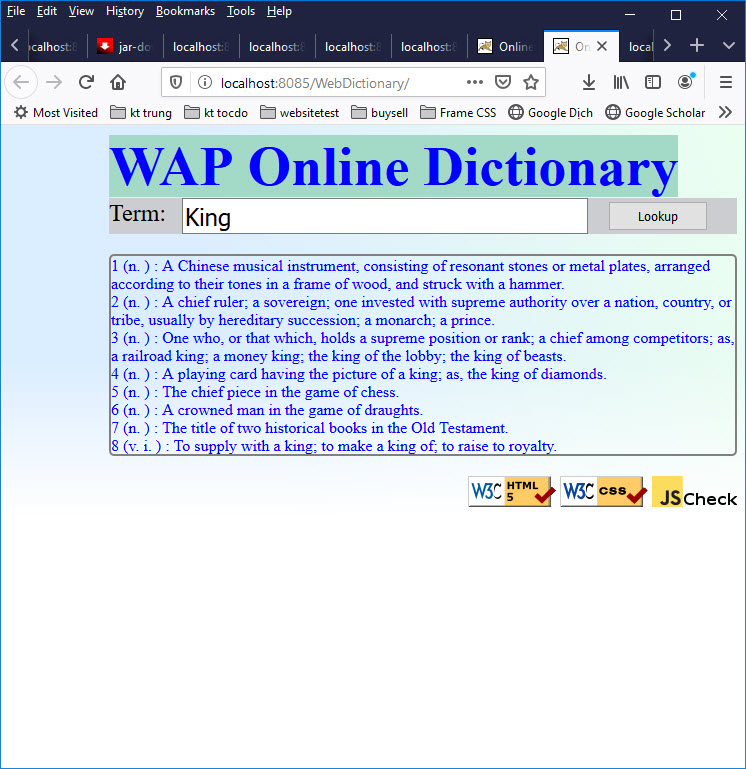 File Edit View History Bookmarks Tools Help
ocalhost:8 jar-do localhost:8 localhost:8 localhost:8 localhost:8 Online On local
localhost:8085/WebDictionary/
Most Visited kt trung kt tocdo websitetest buysell Frame CSS Google Dịch Google Scholar
WAP Online Dictionary
Term: King Lookup
1 (n. ) : A Chinese musical instrument, consisting of resonant stones or metal plates, arranged
according to their tones in a frame of wood, and struck with a hammer.
2 (n. ) : A chief ruler; a sovereign; one invested with supreme authority over a nation, country, or
tribe, usually by hereditary succession; a monarch; a prince.
3 (n. ) : One who, or that which, holds a supreme position or rank; a chief among competitors; as,
a railroad king; a money king; the king of the lobby; the king of beasts.
4 (n. ) : A playing card having the picture of a king; as, the king of diamonds.
5 (n. ) : The chief piece in the game of chess.
6 (n. ) : A crowned man in the game of draughts.
7 (n. ) : The title of two historical books in the Old Testament.
8 (v. i. ) : To supply with a king; to make a king of; to raise to royalty.
W3C HTML 5 W3C css JS Check